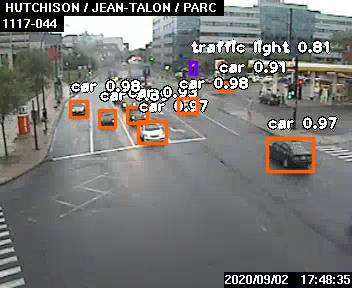 HUTCHISON / JEAN-TALON / PARC
1117-044
traffic light 0.81
car 0.91
car 0.98
car 0.98
car 0.97
car 0.97
2020/09/02 17:48:35